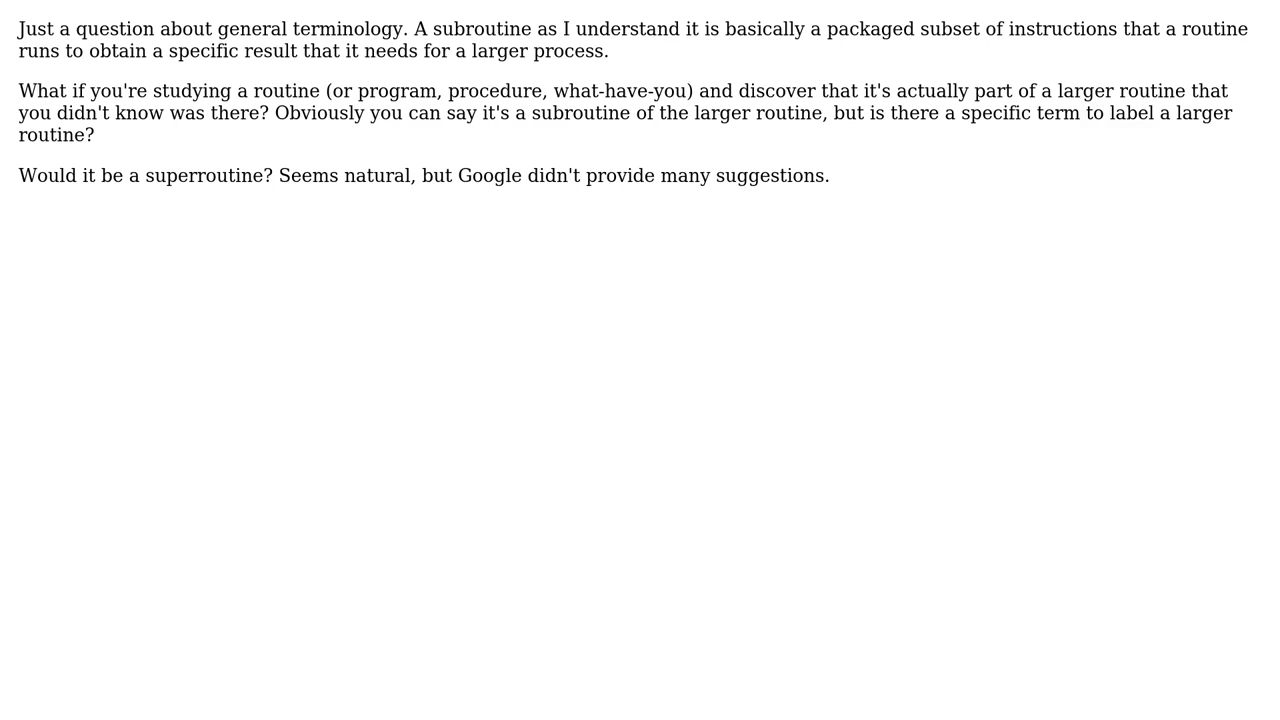 Just a question about general terminology. A subroutine as I understand it is basically a packaged subset of instructions that a routine
runs to obtain a specific result that it needs for a larger process.
What if you're studying a routine (or program, procedure, what-have-you) and discover that it's actually part of a larger routine that
you didn't know was there? Obviously you can say it's a subroutine of the larger routine, but is there a specific term to label a larger
routine?
Would it be a superroutine? Seems natural, but Google didn't provide many suggestions.